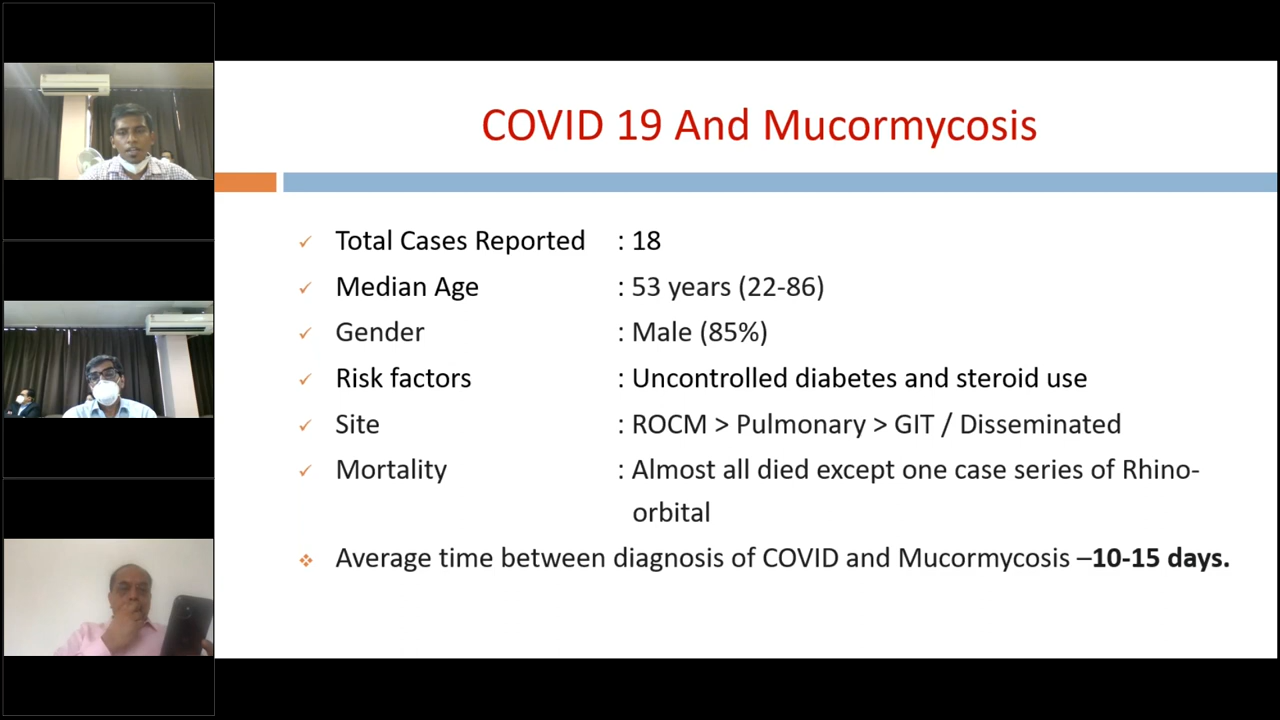 COVID 19 And Mucormycosis
Total Cases Reported : 18
Median Age : 53 years (22-86)
Gender : Male (85%)
Risk factors : Uncontrolled diabetes and steroid use
Site : ROCM > Pulmonary > GIT / Disseminated
Mortality : Almost all died except one case series of Rhino-
orbital
Average time between diagnosis of COVID and Mucormycosis –10-15 days.